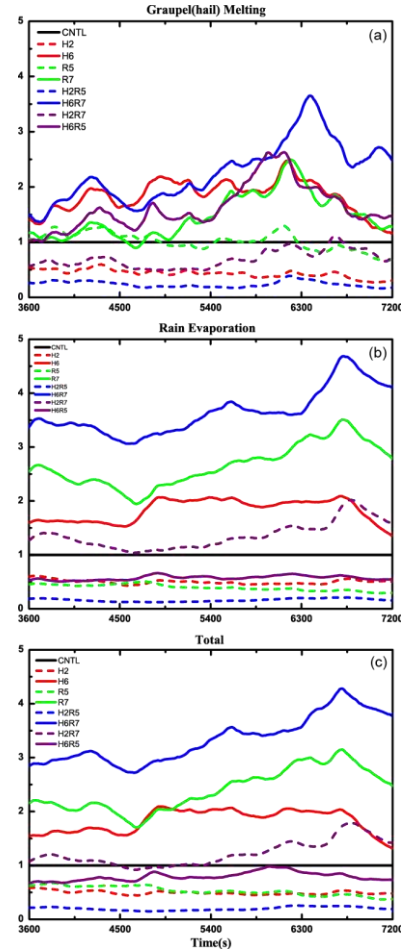 Graupel(hail) Melting
(a)
CNTL
H2
H6
R5
R7
H2R5
H6R7
H2R7
H6R5
5
4
3
2
1
0
3600 4500 5400 6300 7200
Rain Evaporation
(b)
CNTL
H2
H6
R5
R7
H2R5
H6R7
H2R7
H6R5
5
4
3
2
1
0
3600 4500 5400 6300 7200
Total
(c)
CNTL
H2
H6
R5
R7
H2R5
H6R7
H2R7
H6R5
5
4
3
2
1
0
3600 4500 5400 6300 7200
Time(s)